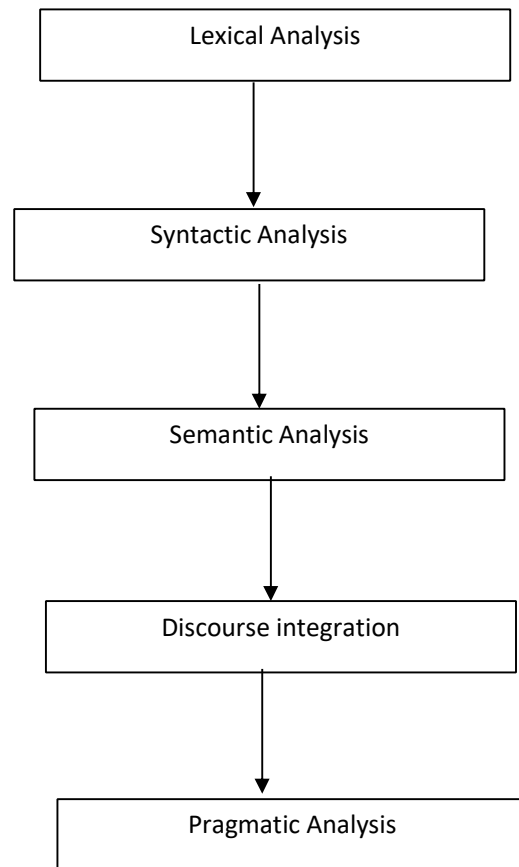 Lexical Analysis
Syntactic Analysis
Semantic Analysis
Discourse integration
Pragmatic Analysis